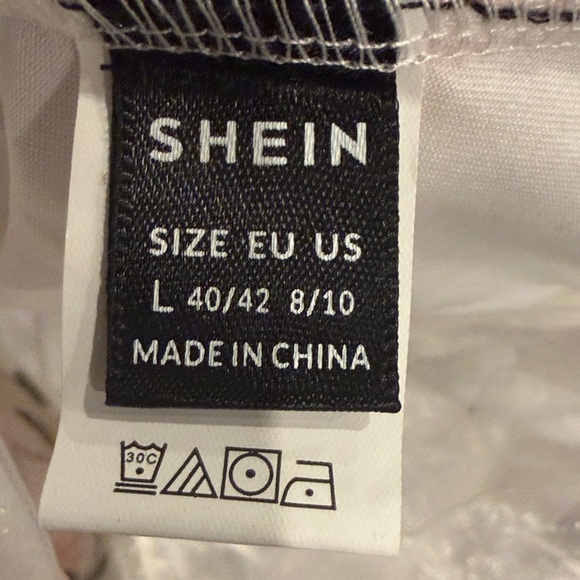 SHEIN
SIZE EU US
L 40/42 8/10
MADE IN CHINA
30C